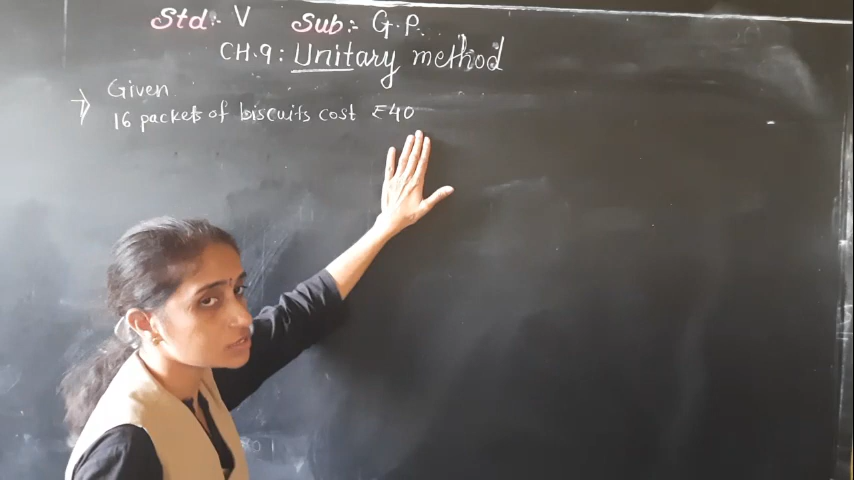 Std:- V Sub:- G.P.
CH.9: Unitary method
Given
16 packets of biscuits cost ₹40